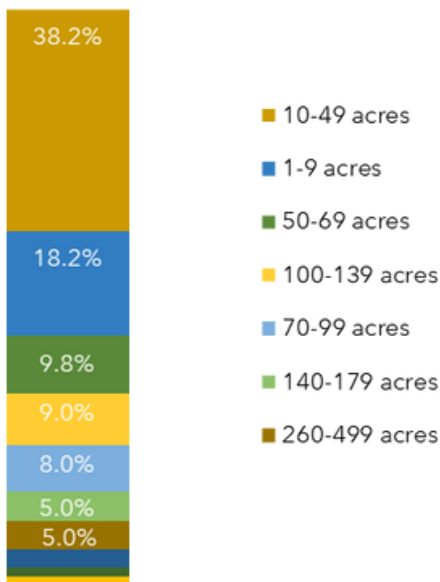 38.2%
18.2%
9.8%
9.0%
8.0%
5.0%
5.0%
10-49 acres
1-9 acres
50-69 acres
100-139 acres
70-99 acres
140-179 acres
260-499 acres